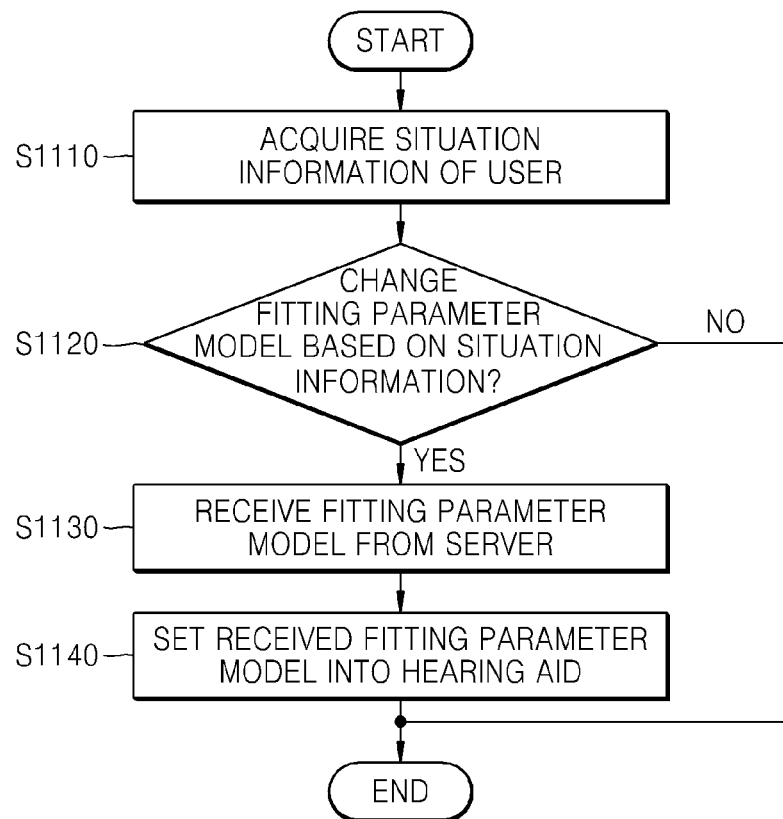 START
S1110
ACQUIRE SITUATION
INFORMATION OF USER
S1120
CHANGE
FITTING PARAMETER
MODEL BASED ON SITUATION
INFORMATION?
NO
YES
S1130
RECEIVE FITTING PARAMETER
MODEL FROM SERVER
S1140
SET RECEIVED FITTING PARAMETER
MODEL INTO HEARING AID
END